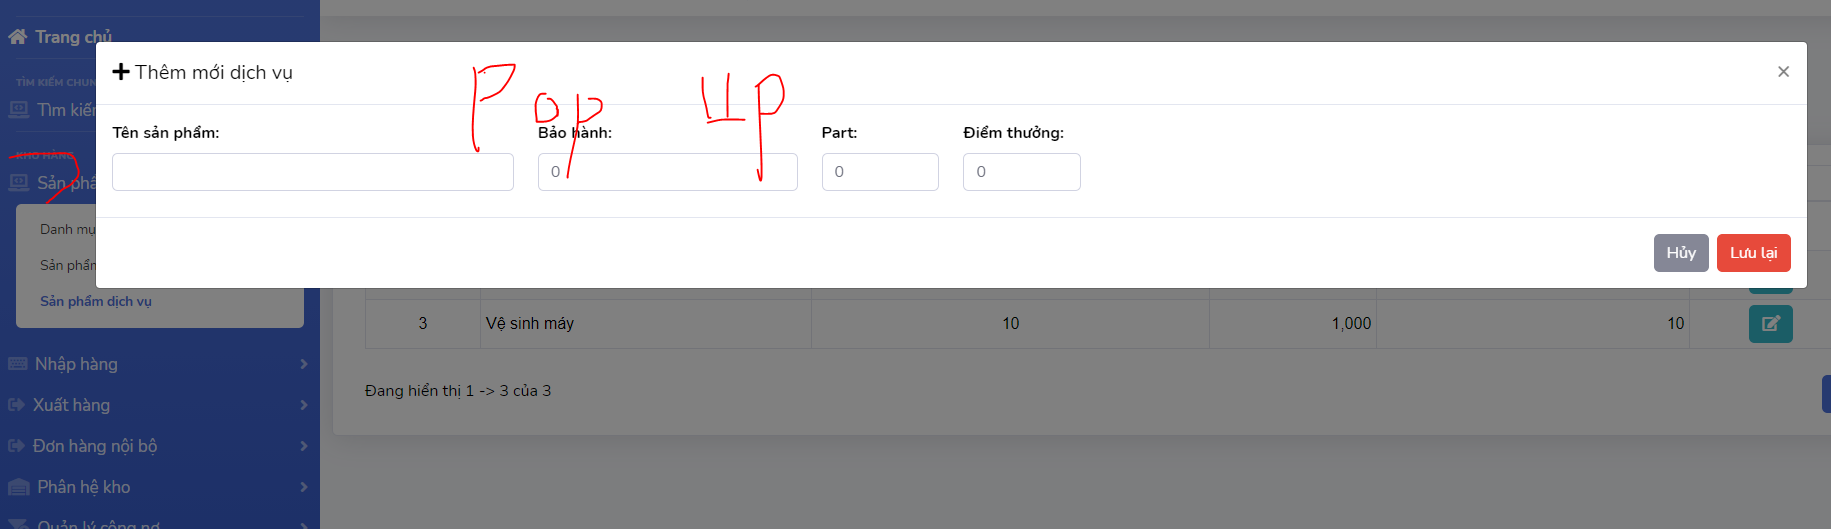 Trang chủ
Thêm mới dịch vụ
×
TÌM KIẾM CHUN
Tìm kiến
Pop up
Tên sản phẩm:
Bảo hành:
Part:
Điểm thưởng:
0
0
0
KHO HÀNG
Sản phẩ
Danh mụ
Sản phẩn
Sản phẩm dịch vụ
Hủy
Lưu lại
3 Vệ sinh máy 10 1,000 10
Nhập hàng
Đang hiển thị 1 -> 3 của 3
Xuất hàng
Đơn hàng nội bộ
Phân hệ kho
Quản lý công nợ